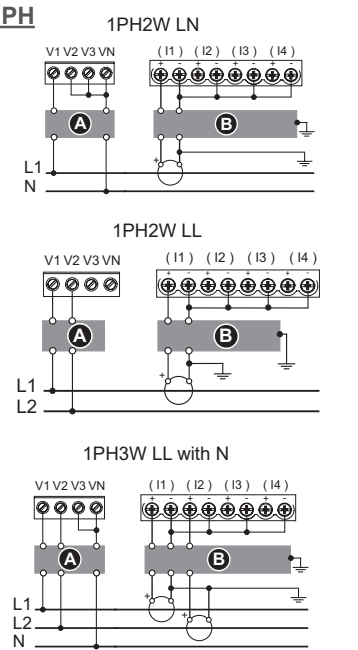 PH
1PH2W LN
V1 V2 V3 VN ( I1 ) ( I2 ) ( I3 ) ( I4 )
+ - + - + - + -
A B
+
L1
N
1PH2W LL
V1 V2 V3 VN ( I1 ) ( I2 ) ( I3 ) ( I4 )
+ - + - + - + -
A B
+
L1
L2
1PH3W LL with N
V1 V2 V3 VN ( I1 ) ( I2 ) ( I3 ) ( I4 )
+ - + - + - + -
A B
+
L1
+
L2
N